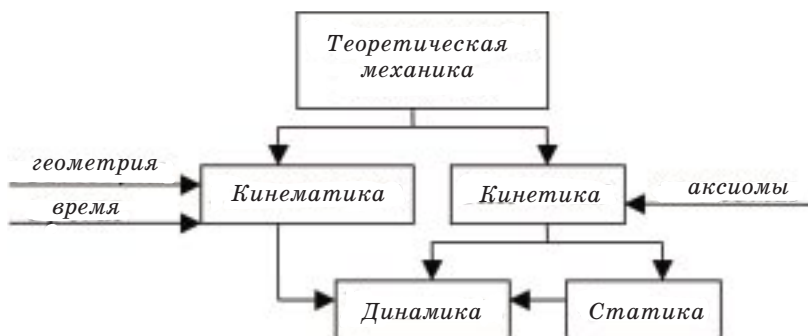 Теоретическая
механика
геометрия
Кинематика
Кинетика
аксиомы
время
Динамика
Статика